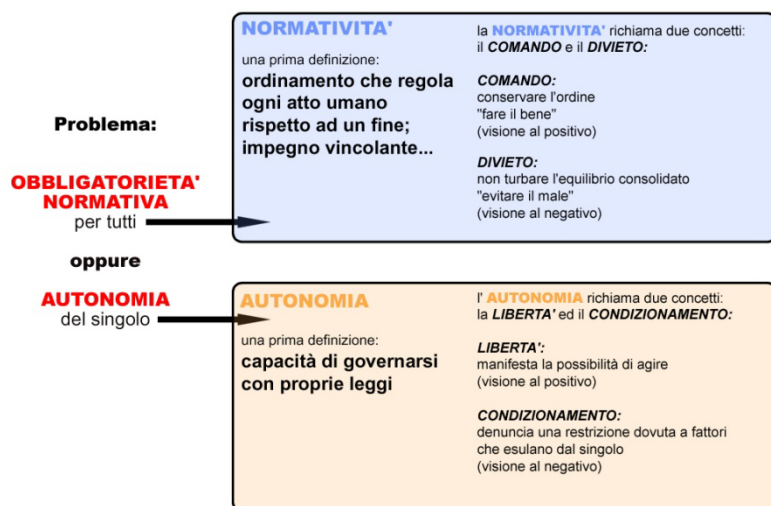 Problema:
OBBLIGATORIETA'
NORMATIVA
per tutti
oppure
AUTONOMIA
del singolo
NORMATIVITA'
una prima definizione:
ordinamento che regola
ogni atto umano
rispetto ad un fine;
impegno vincolante...
la NORMATIVITA' richiama due concetti:
il COMANDO e il DIVIETO:
COMANDO:
conservare l'ordine
"fare il bene"
(visione al positivo)
DIVIETO:
non turbare l'equilibrio consolidato
"evitare il male"
(visione al negativo)
AUTONOMIA
una prima definizione:
capacità di governarsi
con proprie leggi
l' AUTONOMIA richiama due concetti:
la LIBERTA' ed il CONDIZIONAMENTO:
LIBERTA':
manifesta la possibilità di agire
(visione al positivo)
CONDIZIONAMENTO:
denuncia una restrizione dovuta a fattori
che esulano dal singolo
(visione al negativo)